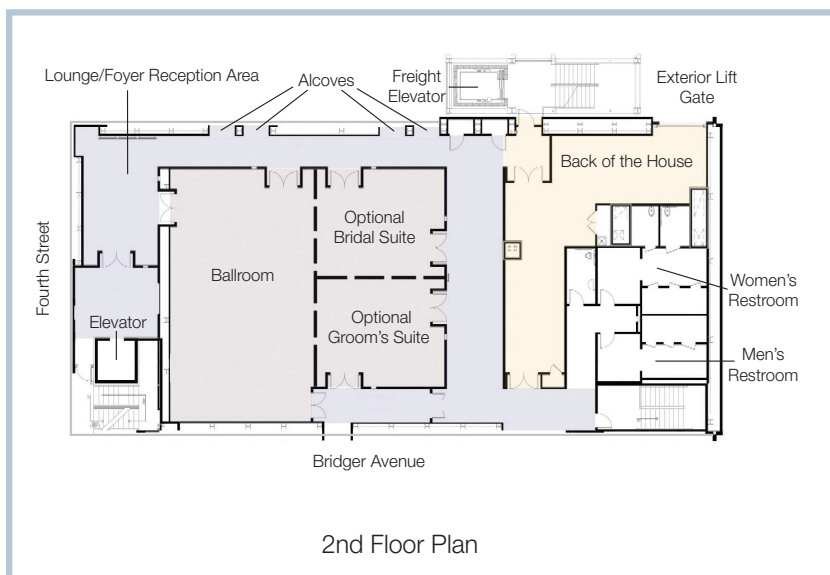 Lounge/Foyer Reception Area
Alcoves
Freight
Elevator
Exterior Lift
Gate
Back of the House
Fourth Street
Optional
Bridal Suite
Ballroom
Women's
Restroom
Elevator
Optional
Groom's Suite
Men's
Restroom
Bridger Avenue
2nd Floor Plan